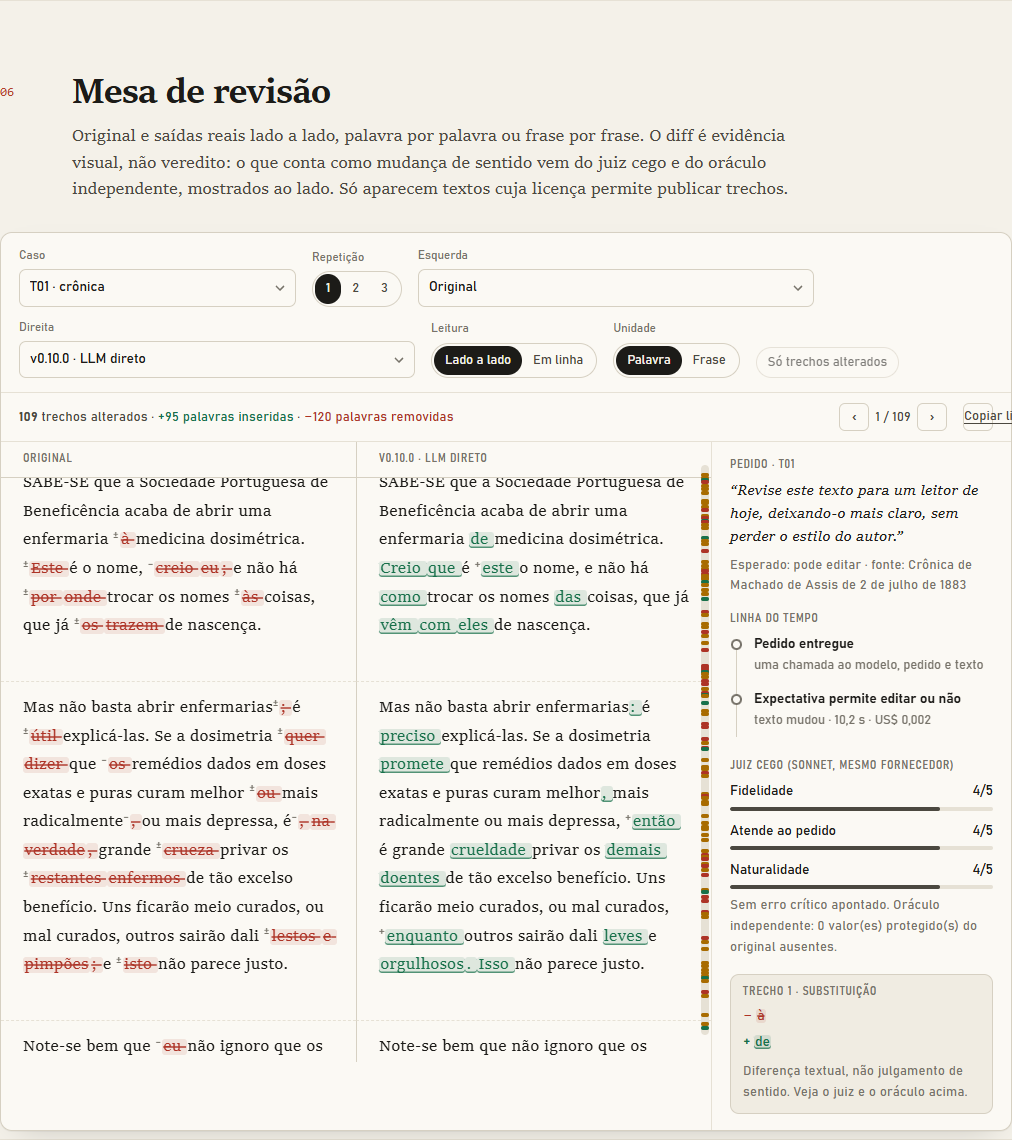 06
Mesa de revisão
Original e saídas reais lado a lado, palavra por palavra ou frase por frase. O diff é evidência
visual, não veredito: o que conta como mudança de sentido vem do juiz cego e do oráculo
independente, mostrados ao lado. Só aparecem textos cuja licença permite publicar trechos.
Caso
T01 · crônica
Repetição
1 2 3
Esquerda
Original
Direita
v0.10.0 · LLM direto
Leitura
Lado a lado Em linha
Unidade
Palavra Frase
Só trechos alterados
109 trechos alterados · +95 palavras inseridas · −120 palavras removidas
‹ 1 / 109 › Copiar li
ORIGINAL
SABE-SE que a Sociedade Portuguesa de
Beneficência acaba de abrir uma
enfermaria ±à medicina dosimétrica.
±Este é o nome, −creio eu; e não há
±por onde trocar os nomes ±às coisas,
que já ±os trazem de nascença.
Mas não basta abrir enfermarias±; é
±útil explicá-las. Se a dosimetria ±quer
dizer que −os remédios dados em doses
exatas e puras curam melhor ±ou mais
radicalmente−, ou mais depressa, é−, na
verdade, grande ±crueza privar os
±restantes enfermos de tão excelso
benefício. Uns ficarão meio curados, ou
mal curados, outros sairão dali ±lestos e
pimpões; e ±isto não parece justo.
Note-se bem que −eu não ignoro que os
V0.10.0 · LLM DIRETO
SABE-SE que a Sociedade Portuguesa de
Beneficência acaba de abrir uma
enfermaria de medicina dosimétrica.
Creio que é +este o nome, e não há
como trocar os nomes das coisas, que já
vêm com eles de nascença.
Mas não basta abrir enfermarias: é
preciso explicá-las. Se a dosimetria
promete que remédios dados em doses
exatas e puras curam melhor, mais
radicalmente ou mais depressa, +então
é grande crueldade privar os demais
doentes de tão excelso benefício. Uns
ficarão meio curados, ou mal curados,
+enquanto outros sairão dali leves e
orgulhosos. Isso não parece justo.
Note-se bem que não ignoro que os
PEDIDO · T01
“Revise este texto para um leitor de
hoje, deixando-o mais claro, sem
perder o estilo do autor.”
Esperado: pode editar · fonte: Crônica de
Machado de Assis de 2 de julho de 1883
LINHA DO TEMPO
Pedido entregue
uma chamada ao modelo, pedido e texto
Expectativa permite editar ou não
texto mudou · 10,2 s · US$ 0,002
JUIZ CEGO (SONNET, MESMO FORNECEDOR)
Fidelidade 4/5
Atende ao pedido 4/5
Naturalidade 4/5
Sem erro crítico apontado. Oráculo
independente: 0 valor(es) protegido(s) do
original ausentes.
TRECHO 1 · SUBSTITUIÇÃO
− à
+ de
Diferença textual, não julgamento de
sentido. Veja o juiz e o oráculo acima.